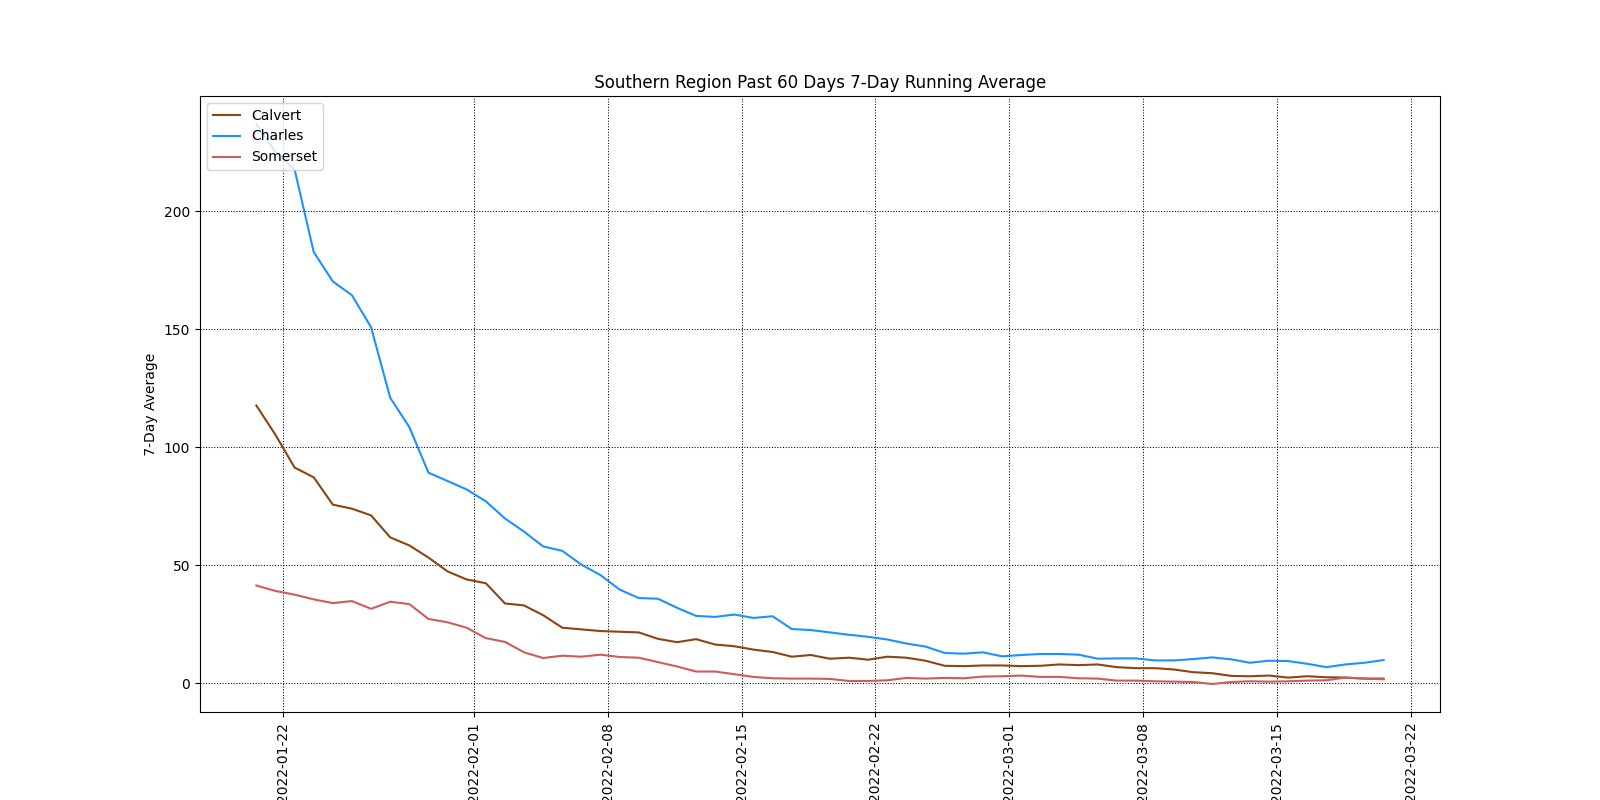 Southern Region Past 60 Days 7-Day Running Average
Calvert
Charles
Somerset
7-Day Average
200
150
100
50
0
2022-01-22
2022-02-01
2022-02-08
2022-02-15
2022-02-22
2022-03-01
2022-03-08
2022-03-15
2022-03-22